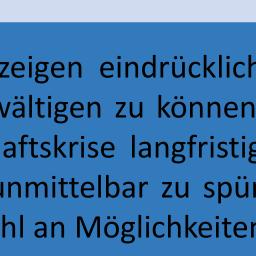 zeigen eindrücklich
wältigen zu können
aftskrise langfristig
unmittelbar zu spür
hl an Möglichkeiten